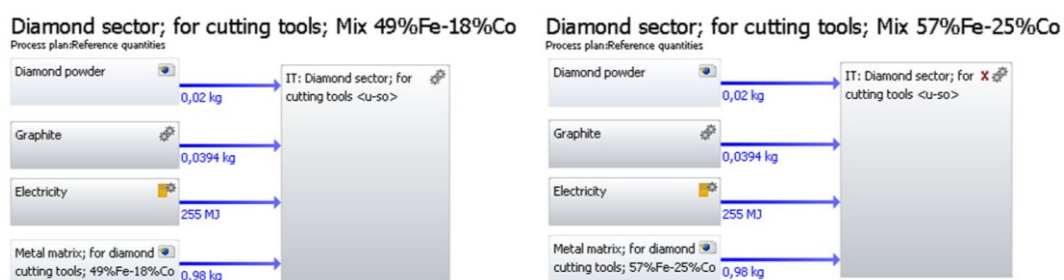 Diamond sector; for cutting tools; Mix 49%Fe-18%Co
Process plan:Reference quantities
Diamond powder
0,02 kg
IT: Diamond sector; for
cutting tools <u-so>
Graphite
0,0394 kg
Electricity
255 MJ
Metal matrix; for diamond
cutting tools; 49%Fe-18%Co
0,98 kg
Diamond sector; for cutting tools; Mix 57%Fe-25%Co
Process plan:Reference quantities
Diamond powder
0,02 kg
IT: Diamond sector; for X
cutting tools <u-so>
Graphite
0,0394 kg
Electricity
255 MJ
Metal matrix; for diamond
cutting tools; 57%Fe-25%Co
0,98 kg